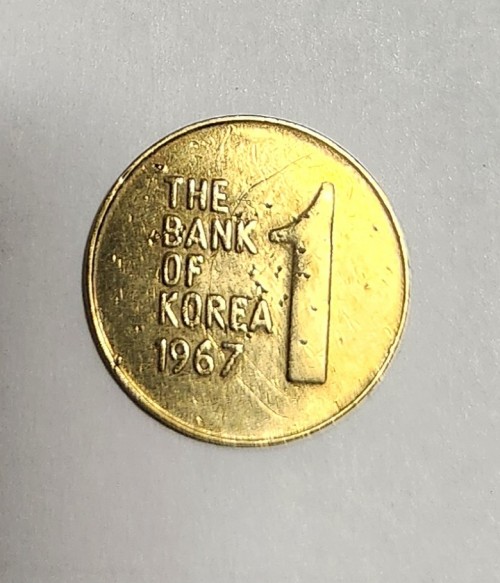 THE
BANK
OF
KOREA
1967
1